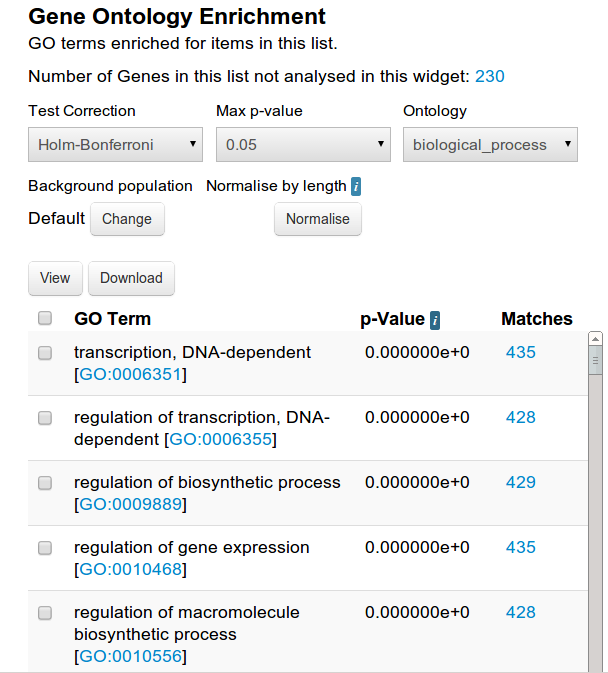 Gene Ontology Enrichment
GO terms enriched for items in this list.
Number of Genes in this list not analysed in this widget: 230
Test Correction Max p-value Ontology
Holm-Bonferroni 0.05 biological_process
Background population Normalise by length i
Default Change Normalise
View Download
GO Term p-Value i Matches
transcription, DNA-dependent 0.000000e+0 435
[GO:0006351]
regulation of transcription, DNA- 0.000000e+0 428
dependent [GO:0006355]
regulation of biosynthetic process 0.000000e+0 429
[GO:0009889]
regulation of gene expression 0.000000e+0 435
[GO:0010468]
regulation of macromolecule 0.000000e+0 428
biosynthetic process
[GO:0010556]